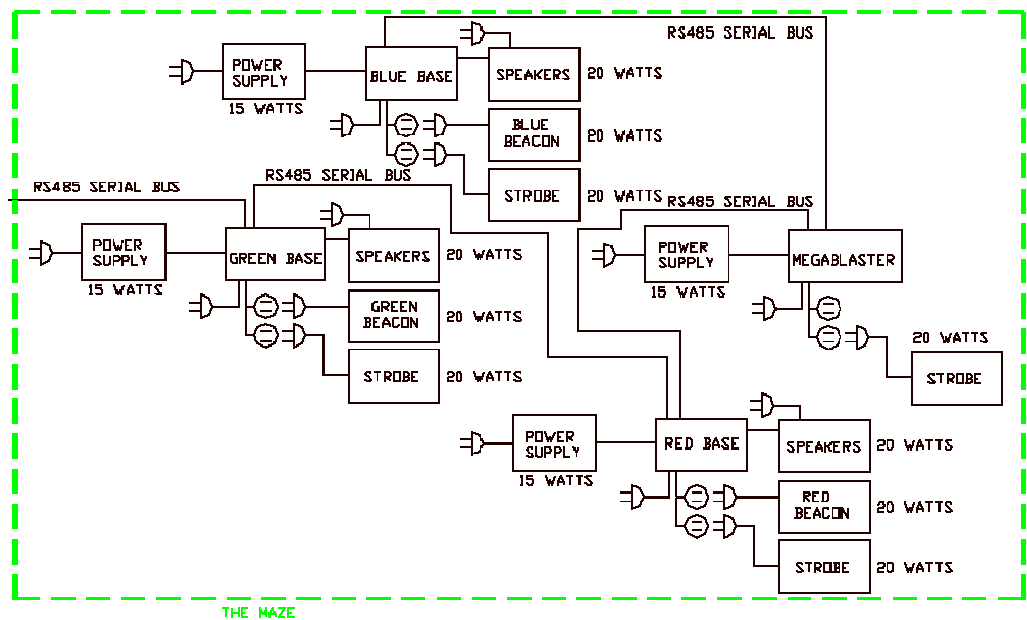 RS485 SERIAL BUS
POWER
SUPPLY
15 WATTS
BLUE BASE
SPEAKERS
20 WATTS
BLUE
BEACON
20 WATTS
STROBE
20 WATTS
RS485 SERIAL BUS
RS485 SERIAL BUS
RS485 SERIAL BUS
POWER
SUPPLY
15 WATTS
GREEN BASE
SPEAKERS
20 WATTS
GREEN
BEACON
20 WATTS
STROBE
20 WATTS
POWER
SUPPLY
15 WATTS
MEGABLASTER
20 WATTS
STROBE
POWER
SUPPLY
15 WATTS
RED BASE
SPEAKERS
20 WATTS
RED
BEACON
20 WATTS
STROBE
20 WATTS
THE MAZE